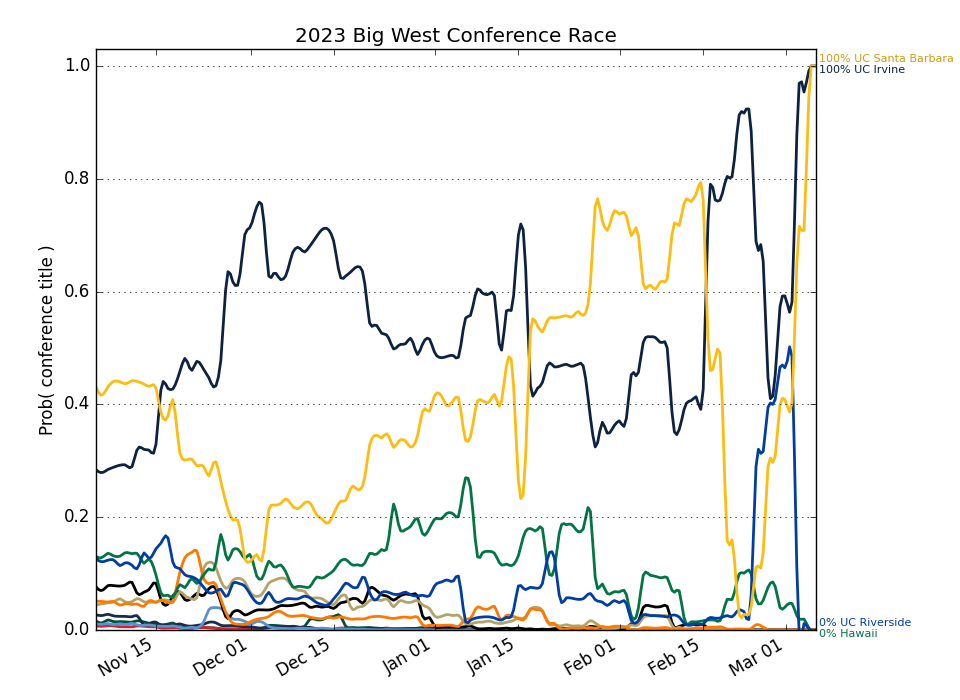 2023 Big West Conference Race
1.0
0.8
0.6
0.4
0.2
0.0
Prob( conference title )
100% UC Santa Barbara
100% UC Irvine
0% UC Riverside
0% Hawaii
Nov 15
Dec 01
Dec 15
Jan 01
Jan 15
Feb 01
Feb 15
Mar 01